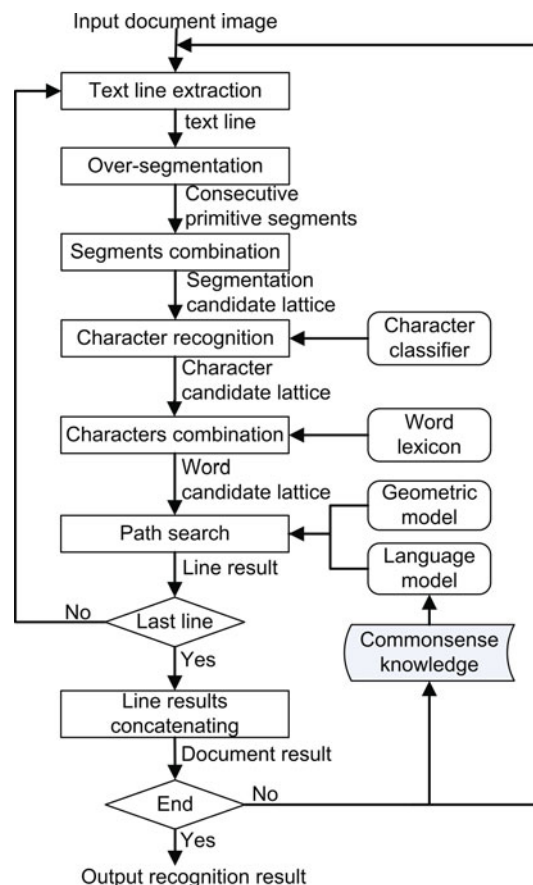 Input document image
Text line extraction
text line
Over-segmentation
Consecutive
primitive segments
Segments combination
Segmentation
candidate lattice
Character recognition
Character
classifier
Character
candidate lattice
Characters combination
Word
lexicon
Word
candidate lattice
Geometric
model
Path search
Language
model
Line result
No
Last line
Commonsense
knowledge
Yes
Line results
concatenating
Document result
End
No
Yes
Output recognition result